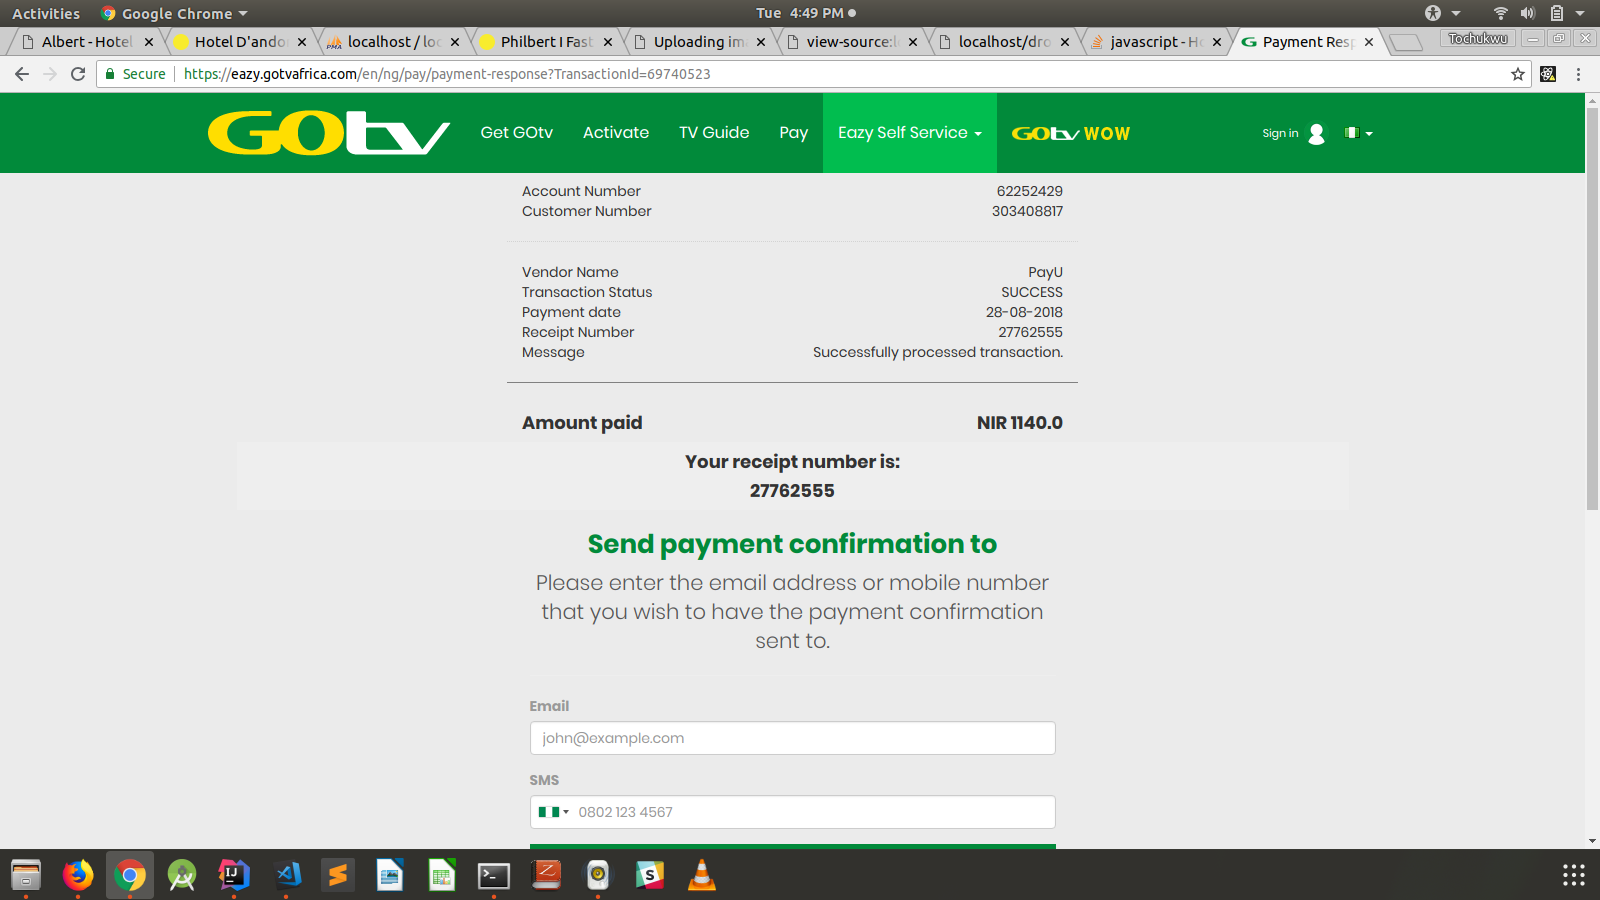 Activities Google Chrome Tue 4:49 PM
Albert - Hotel Hotel D'ando localhost / loc Philbert I Fast Uploading im view-source:l localhost/dro javascript - Ho Payment Resp Tochukwu
Secure https://eazy.gotvafrica.com/en/ng/pay/payment-response?TransactionId=69740523
GOtv Get GOtv Activate TV Guide Pay Eazy Self Service GOtv WOW Sign in
Account Number 62252429
Customer Number 303408817
Vendor Name PayU
Transaction Status SUCCESS
Payment date 28-08-2018
Receipt Number 27762555
Message Successfully processed transaction.
Amount paid NIR 1140.0
Your receipt number is:
27762555
Send payment confirmation to
Please enter the email address or mobile number
that you wish to have the payment confirmation
sent to.
Email
john@example.com
SMS
0802 123 4567